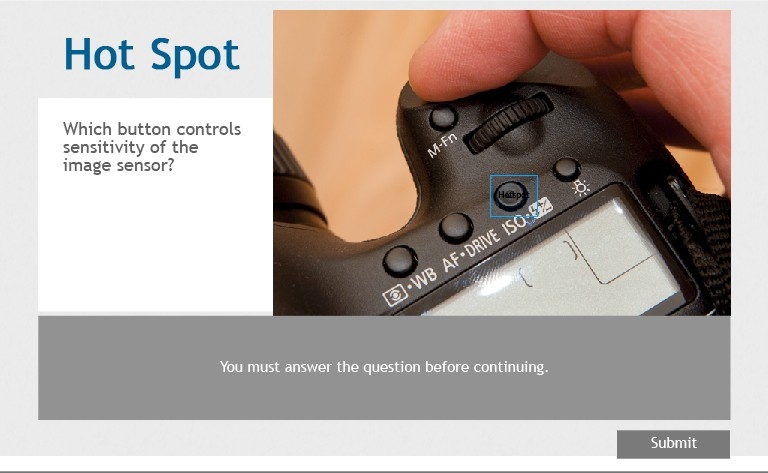 Hot Spot
Which button controls
sensitivity of the
image sensor?
M-Fn
Hotspot
ISO
AF•DRIVE
•WB
You must answer the question before continuing.
Submit